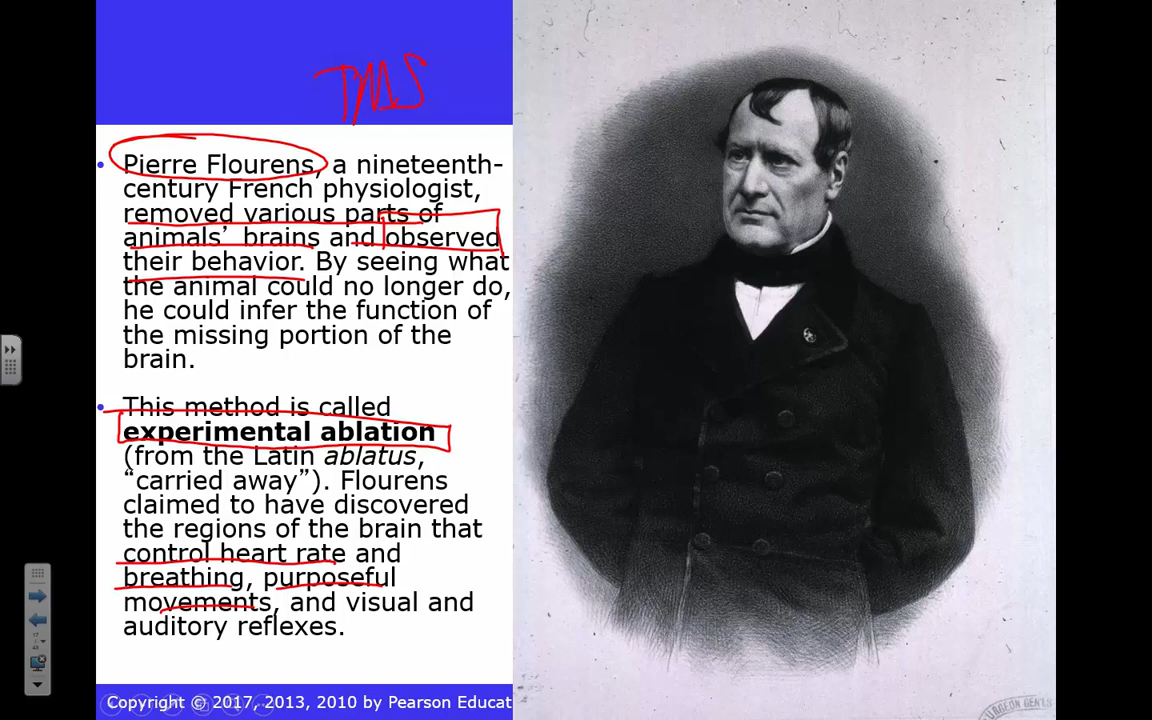 TMS
• Pierre Flourens, a nineteenth-
century French physiologist,
removed various parts of
animals’ brains and observed
their behavior. By seeing what
the animal could no longer do,
he could infer the function of
the missing portion of the
brain.
• This method is called
experimental ablation
(from the Latin ablatus,
“carried away”). Flourens
claimed to have discovered
the regions of the brain that
control heart rate and
breathing, purposeful
movements, and visual and
auditory reflexes.
Copyright © 2017, 2013, 2010 by Pearson Educat